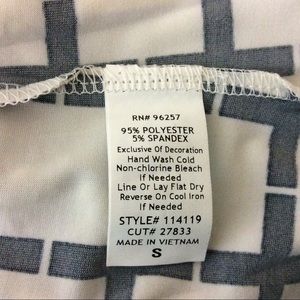 RN# 96257
95% POLYESTER
5% SPANDEX
Exclusive Of Decoration
Hand Wash Cold
Non-chlorine Bleach
If Needed
Line Or Lay Flat Dry
Reverse On Cool Iron
If Needed
STYLE# 114119
CUT# 27833
MADE IN VIETNAM
S